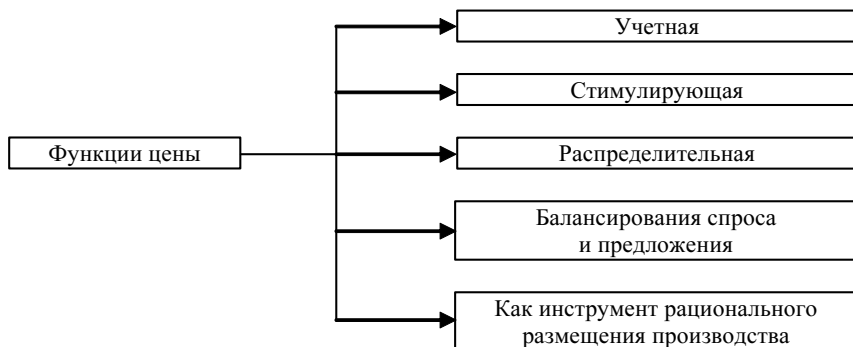 Учетная
Стимулирующая
Функции цены
Распределительная
Балансирования спроса
и предложения
Как инструмент рационального
размещения производства